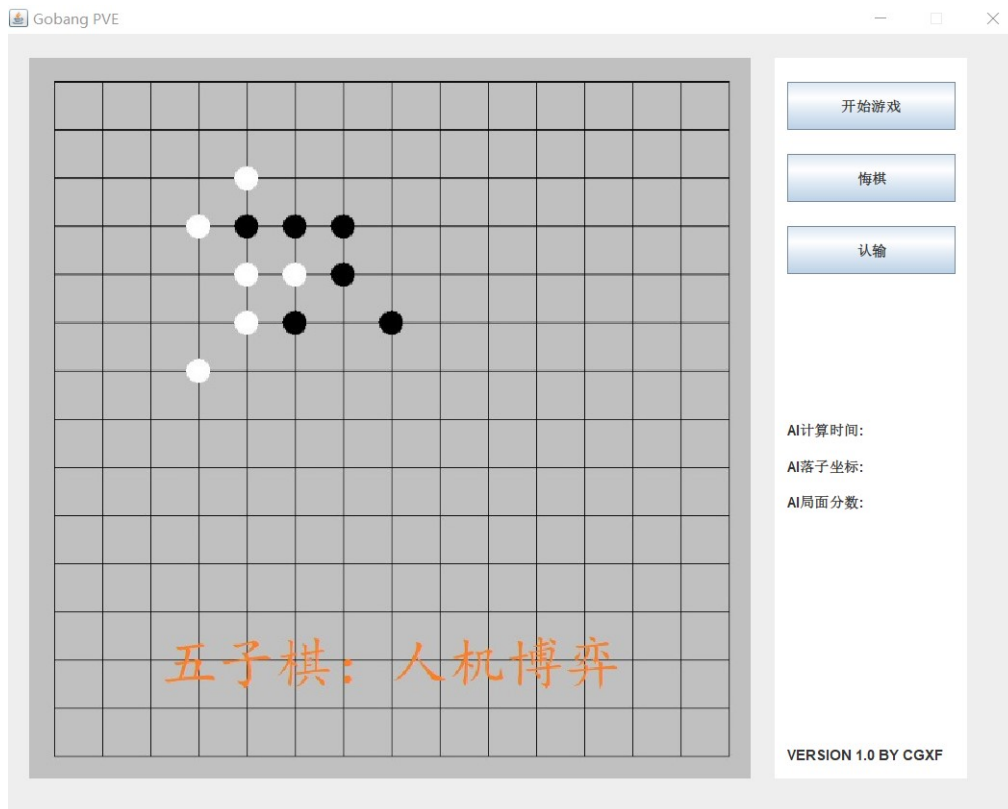 Gobang PVE
开始游戏
悔棋
认输
AI计算时间:
AI落子坐标:
AI局面分数:
五子棋：人机博弈
VERSION 1.0 BY CGXF